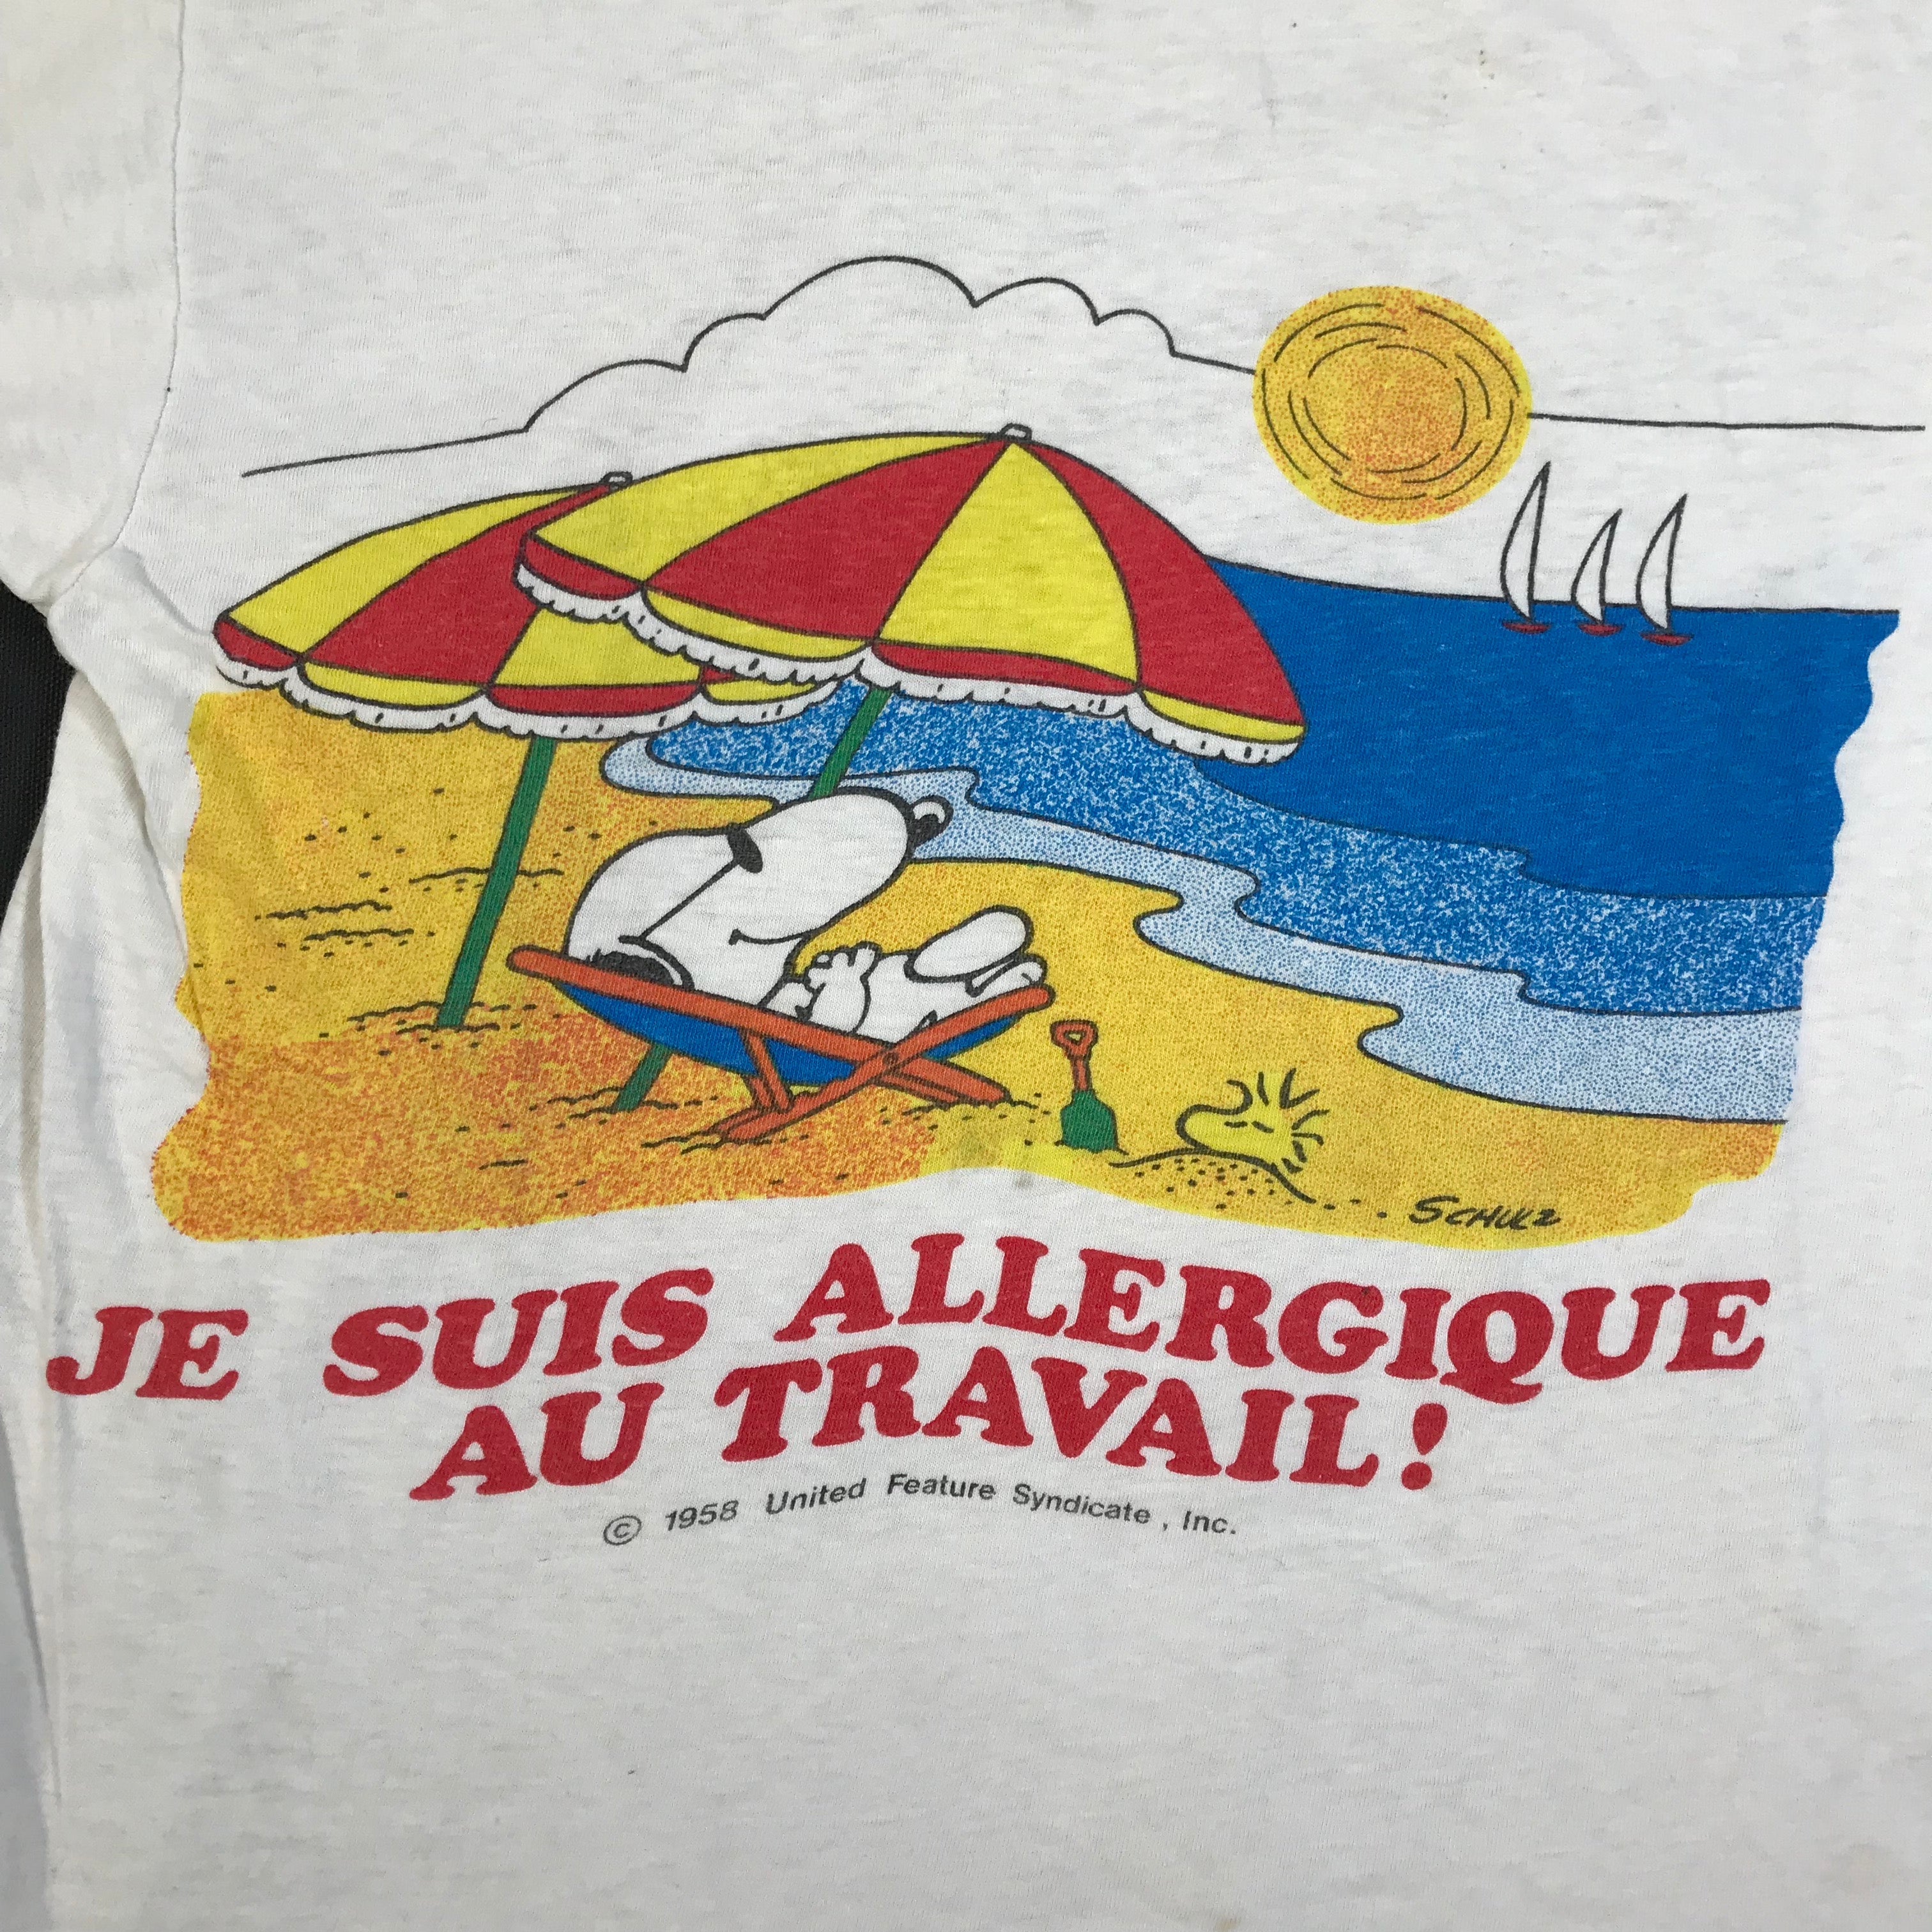 SCHULZ
JE SUIS ALLERGIQUE
AU TRAVAIL!
© 1958 United Feature Syndicate, Inc.